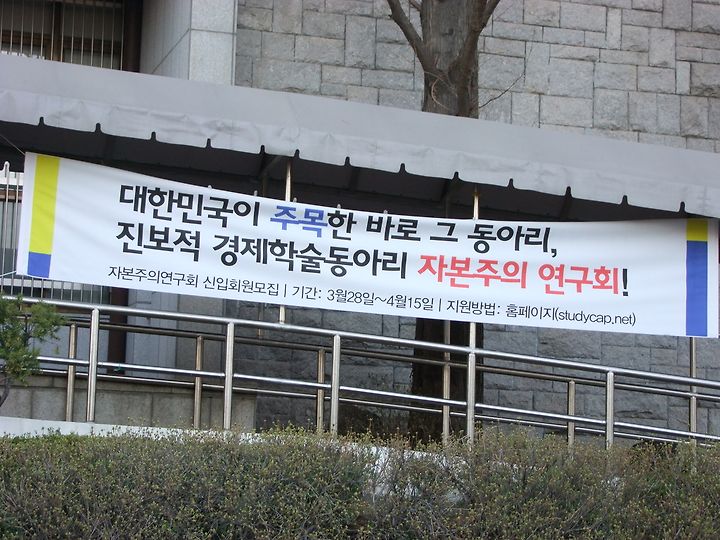 대한민국이 주목한 바로 그 동아리,
진보적 경제학술동아리 자본주의 연구회!
자본주의연구회 신입회원모집 | 기간: 3월28일~4월15일 | 지원방법: 홈페이지(studycap.net)